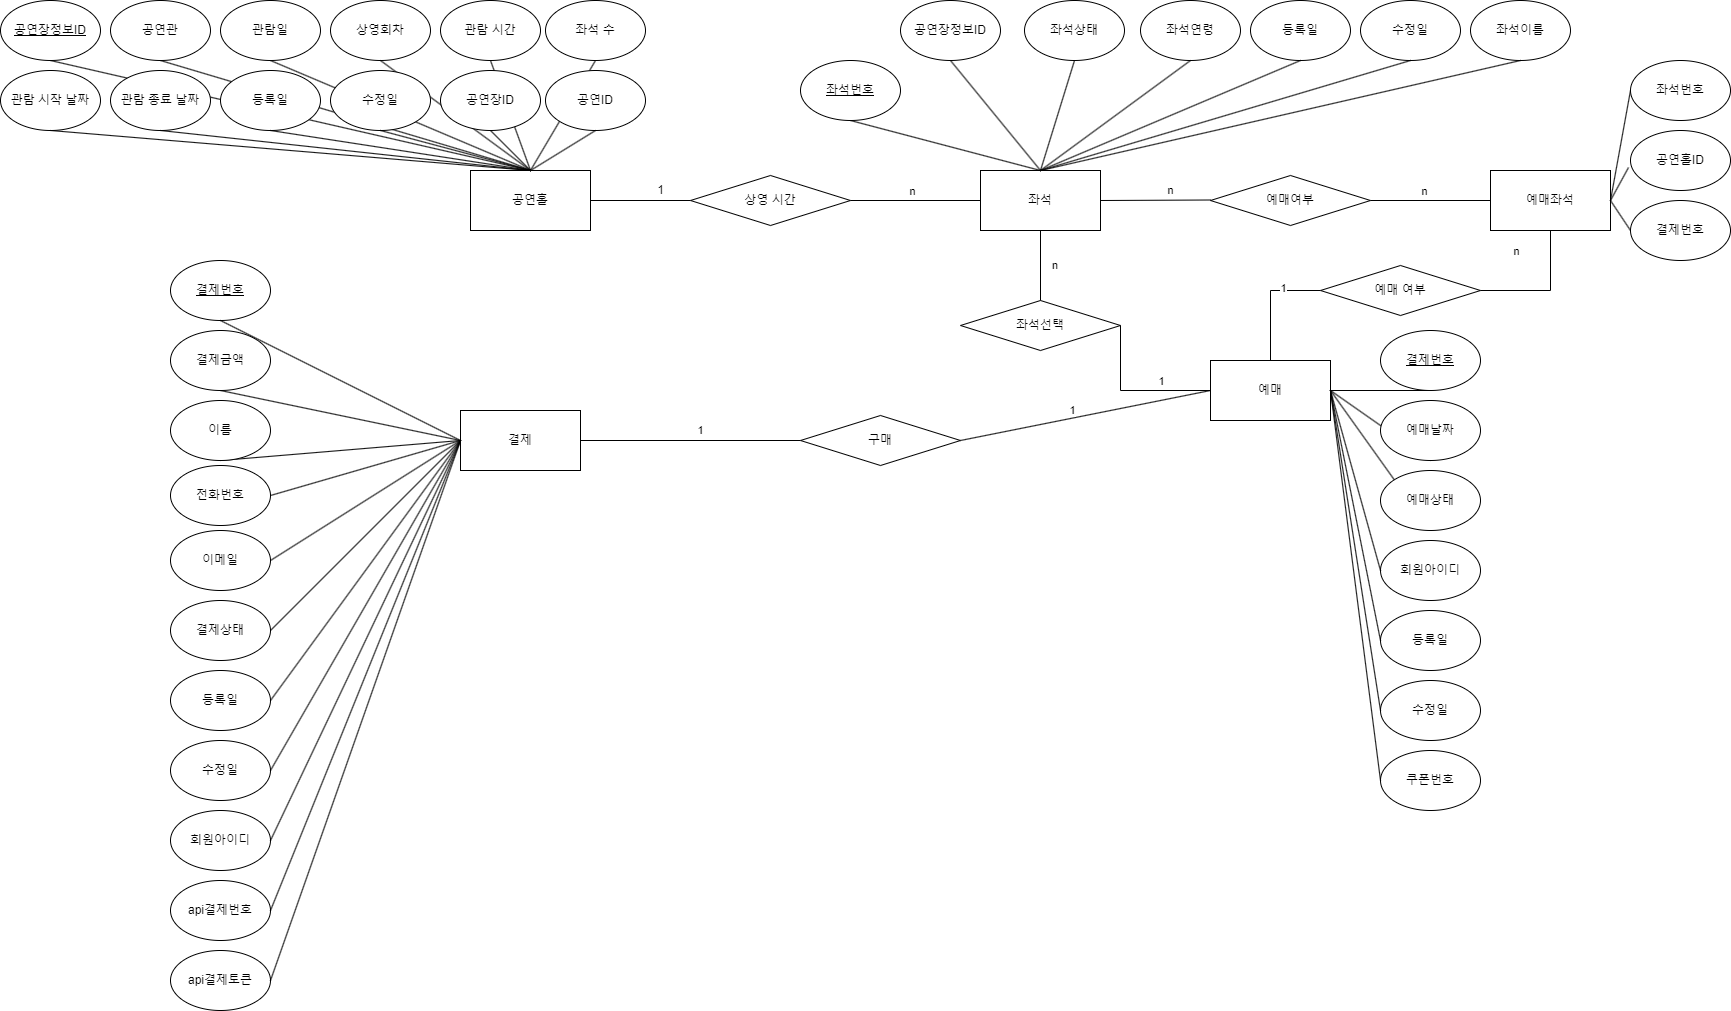 공연장정보ID
공연관
관람일
상영회차
관람 시간
좌석 수
관람 시작 날짜
관람 종료 날짜
등록일
수정일
공연장ID
공연ID
공연장정보ID
좌석상태
좌석연령
등록일
수정일
좌석이름
좌석번호
좌석번호
공연홀ID
결제번호
공연홀
1
상영 시간
n
좌석
n
예매여부
n
예매좌석
n
n
예매 여부
1
좌석선택
1
예매
결제번호
결제금액
이름
전화번호
이메일
결제상태
등록일
수정일
회원아이디
api결제번호
api결제토큰
결제
1
구매
1
결제번호
예매날짜
예매상태
회원아이디
등록일
수정일
쿠폰번호